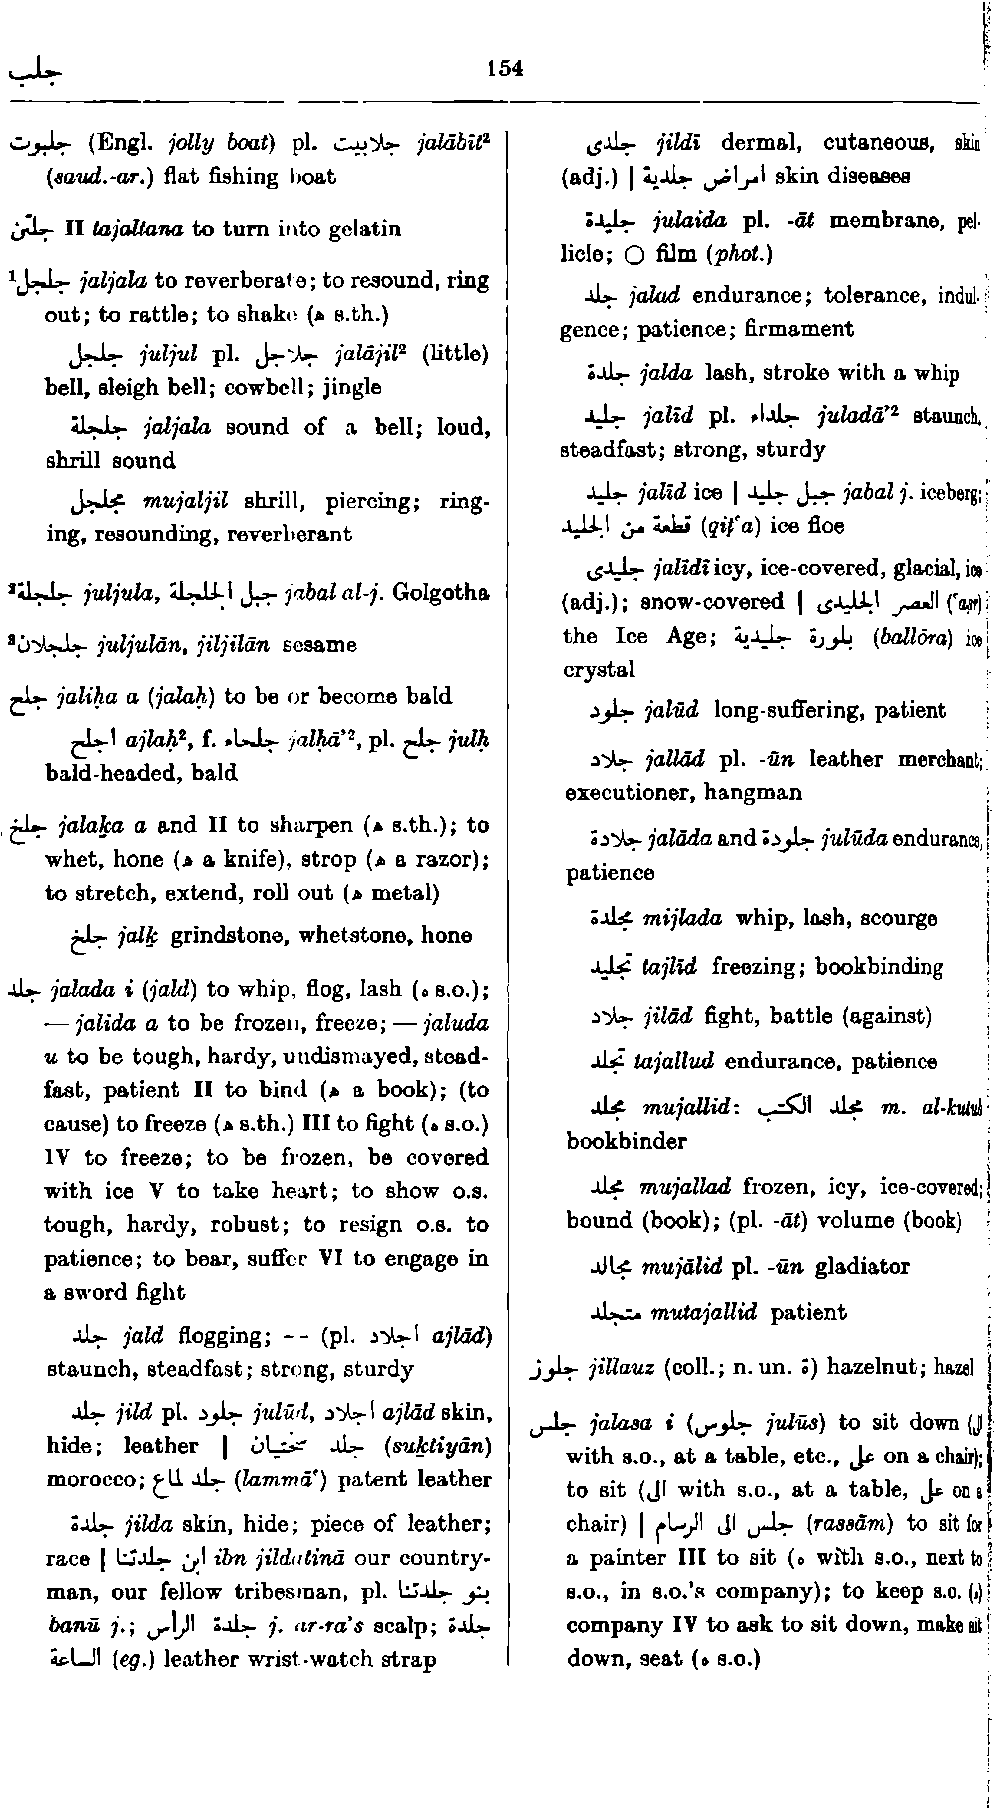 جلب
154
جلبوت (Engl. jolly boat) pl. جلابيت jalābīt²
(saud.-ar.) flat fishing boat
جلتن II tajaltana to turn into gelatin
¹جلجل jaljala to reverberate; to resound, ring
out; to rattle; to shake (ه s.th.)
جلجل juljul pl. جلاجل jalājil² (little)
bell, sleigh bell; cowbell; jingle
جلجلة jaljala sound of a bell; loud,
shrill sound
مجلجل mujaljil shrill, piercing; ring-
ing, resounding, reverberant
²جلجلة juljula, جبل الجلجلة jabal al-j. Golgotha
³جلجلان juljulān, jiljilān sesame
جلح jaliḥa a (jalaḥ) to be or become bald
اجلح ajlaḥ², f. جلحاء jalḥā'², pl. جلح julḥ
bald-headed, bald
جلخ jalaḵa a and II to sharpen (ه s.th.); to
whet, hone (ه a knife), strop (ه a razor);
to stretch, extend, roll out (ه metal)
جلخ jalḵ grindstone, whetstone, hone
جلد jalada i (jald) to whip, flog, lash (ه s.o.);
— jalida a to be frozen, freeze; — jaluda
u to be tough, hardy, undismayed, stead-
fast, patient II to bind (ه a book); (to
cause) to freeze (ه s.th.) III to fight (ه s.o.)
IV to freeze; to be frozen, be covered
with ice V to take heart; to show o.s.
tough, hardy, robust; to resign o.s. to
patience; to bear, suffer VI to engage in
a sword fight
جلد jald flogging; -- (pl. اجلاد ajlād)
staunch, steadfast; strong, sturdy
جلد jild pl. جلود julūd, اجلاد ajlād skin,
hide; leather | جلد سختيان (suḵtiyān)
morocco; جلد لماع (lammāʿ) patent leather
جلدة jilda skin, hide; piece of leather;
race | ابن جلدتنا ibn jildatinā our country-
man, our fellow tribesman, pl. بنو جلدتنا
banū j.; جلدة الرأس j. ar-ra's scalp; جلدة
الساعة (eg.) leather wrist-watch strap
جلدى jildī dermal, cutaneous, skin
(adj.) | امراض جلدية skin diseases
جليدة julaida pl. -āt membrane, pel-
licle; ○ film (phot.)
جلد jalad endurance; tolerance, indul-
gence; patience; firmament
جلدة jalda lash, stroke with a whip
جليد jalīd pl. جلداء juladā'² staunch,
steadfast; strong, sturdy
جليد jalīd ice | جبل جليد jabal j. iceberg;
قطعة من الجليد (qiṭʿa) ice floe
جليدى jalīdī icy, ice-covered, glacial, ice
(adj.); snow-covered | العصر الجليدى (ʿaṣr)
the Ice Age; بلورة جليدية (ballōra) ice
crystal
جلود jalūd long-suffering, patient
جلاد jallād pl. -ūn leather merchant;
executioner, hangman
جلادة jalāda and جلودة julūda endurance,
patience
مجلدة mijlada whip, lash, scourge
تجليد tajlīd freezing; bookbinding
جلاد jilād fight, battle (against)
تجلد tajallud endurance, patience
مجلد mujallid: مجلد الكتب m. al-kutub
bookbinder
مجلد mujallad frozen, icy, ice-covered;
bound (book); (pl. -āt) volume (book)
مجالد mujālid pl. -ūn gladiator
متجلد mutajallid patient
جلوز jillauz (coll.; n. un. ة) hazelnut; hazel
جلس jalasa i (جلوس julūs) to sit down (الى
with s.o., at a table, etc., على on a chair);
to sit (الى with s.o., at a table, على on a
chair) | جلس الى الرسام (rassām) to sit for
a painter III to sit (ه with s.o., next to
s.o., in s.o.'s company); to keep s.o. (ه)
company IV to ask to sit down, make sit
down, seat (ه s.o.)